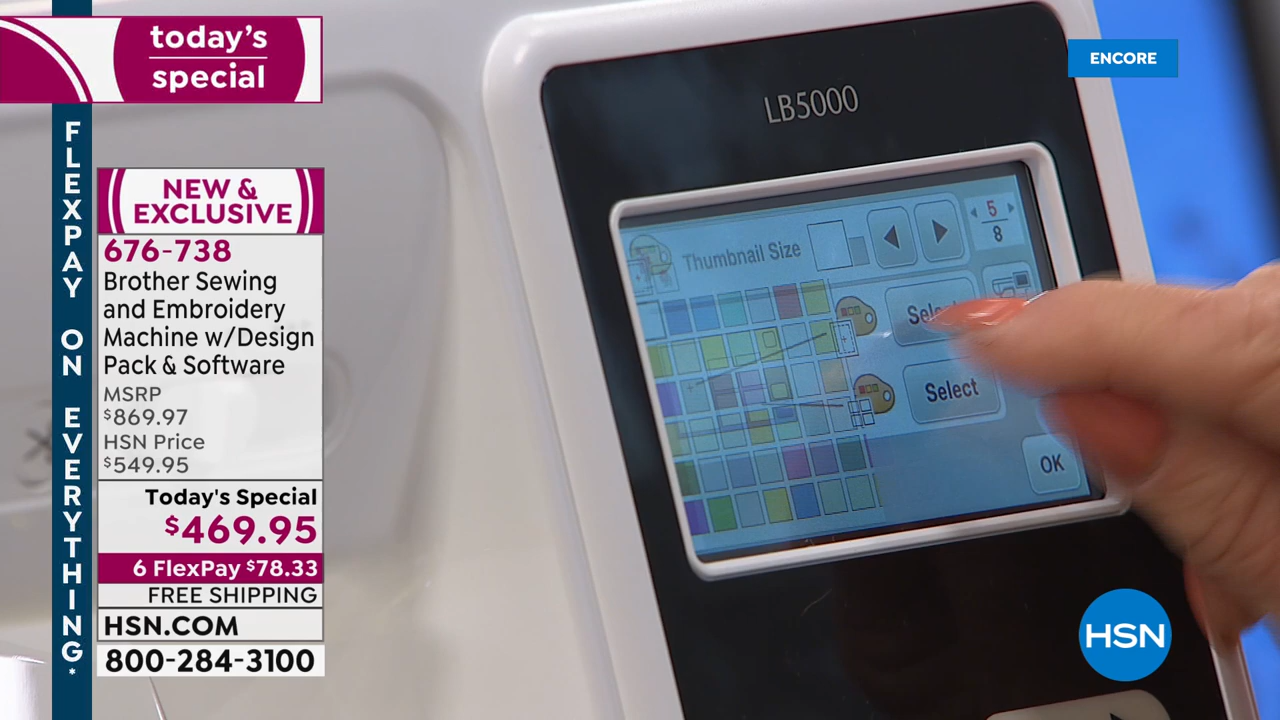 today's
special
FLEXPAY ON EVERYTHING*
NEW &
EXCLUSIVE
676-738
Brother Sewing
and Embroidery
Machine w/Design
Pack & Software
MSRP
$869.97
HSN Price
$549.95
Today's Special
$469.95
6 FlexPay $78.33
FREE SHIPPING
HSN.COM
800-284-3100
ENCORE
LB5000
Thumbnail Size
5
8
Select
OK
HSN